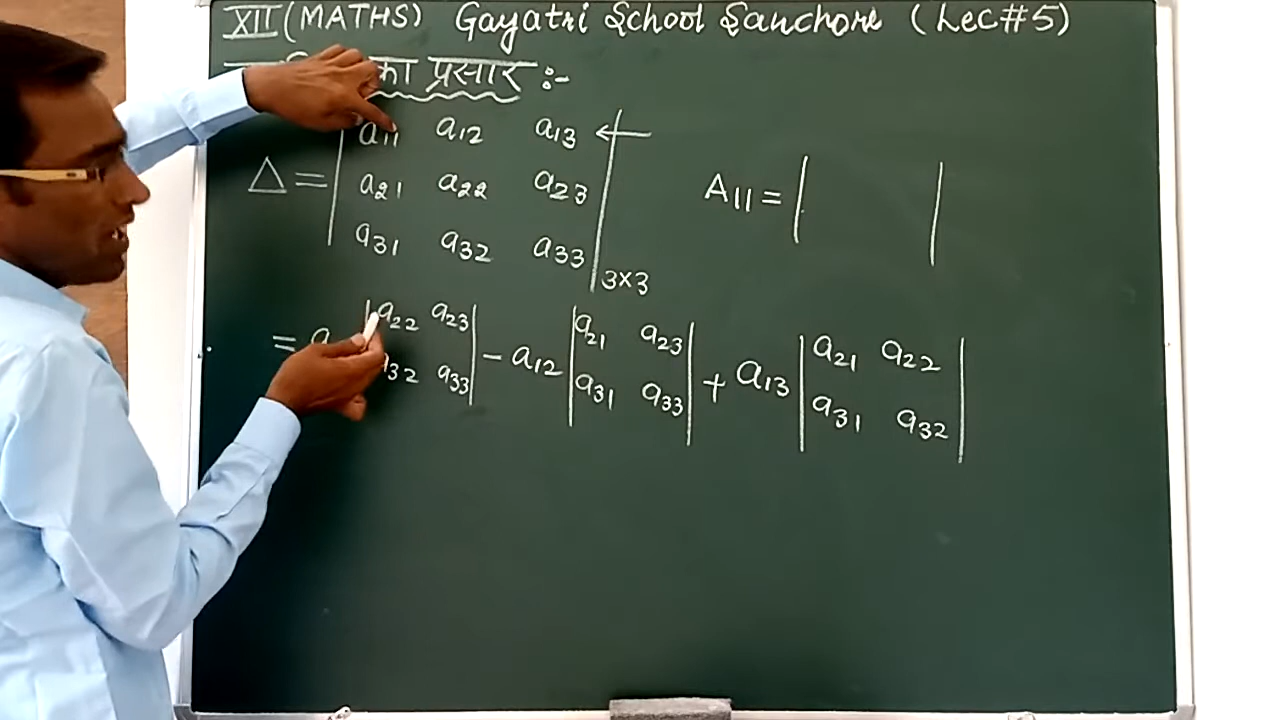 XII (MATHS) Gayatri School Sanchore (Lec#5)
का प्रसार :-
a11 a12 a13 ←
Δ = a21 a22 a23
a31 a32 a33 3×3
A11 = | |
= a | a22 a23 | - a12 | a21 a23 | + a13 | a21 a22 |
a32 a33 | a31 a33 | a31 a32 |